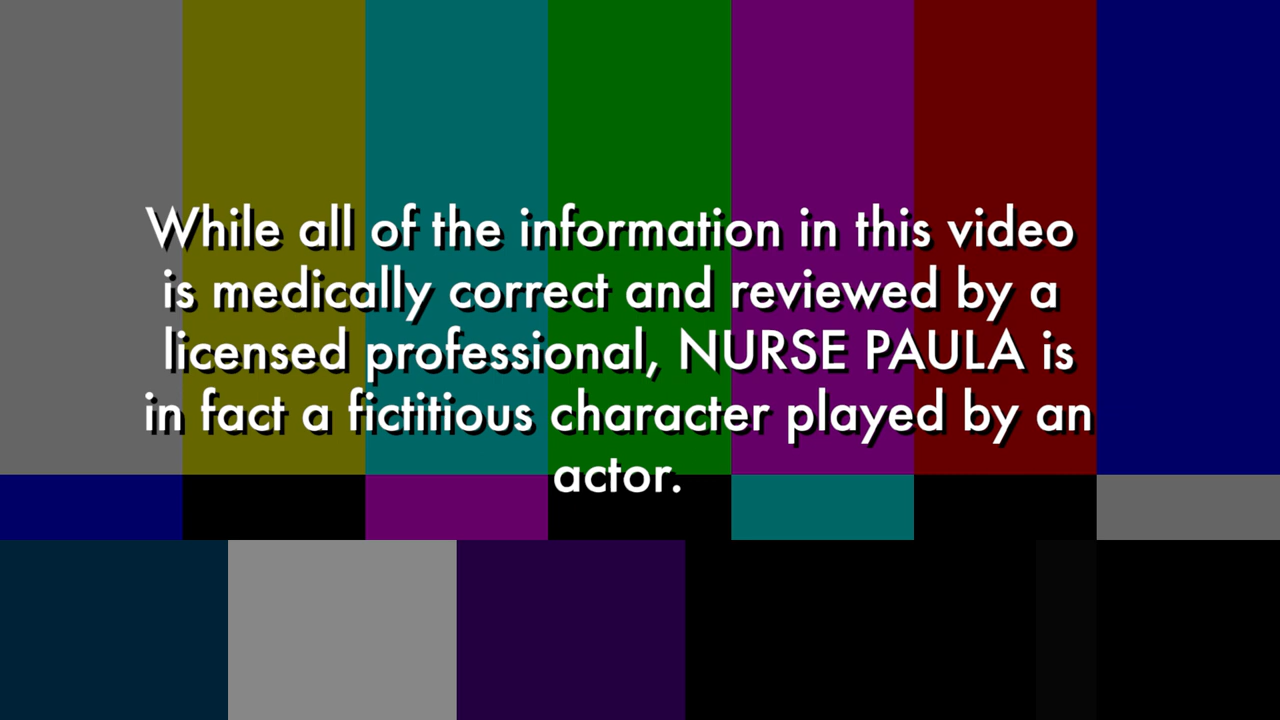 While all of the information in this video
is medically correct and reviewed by a
licensed professional, NURSE PAULA is
in fact a fictitious character played by an
actor.